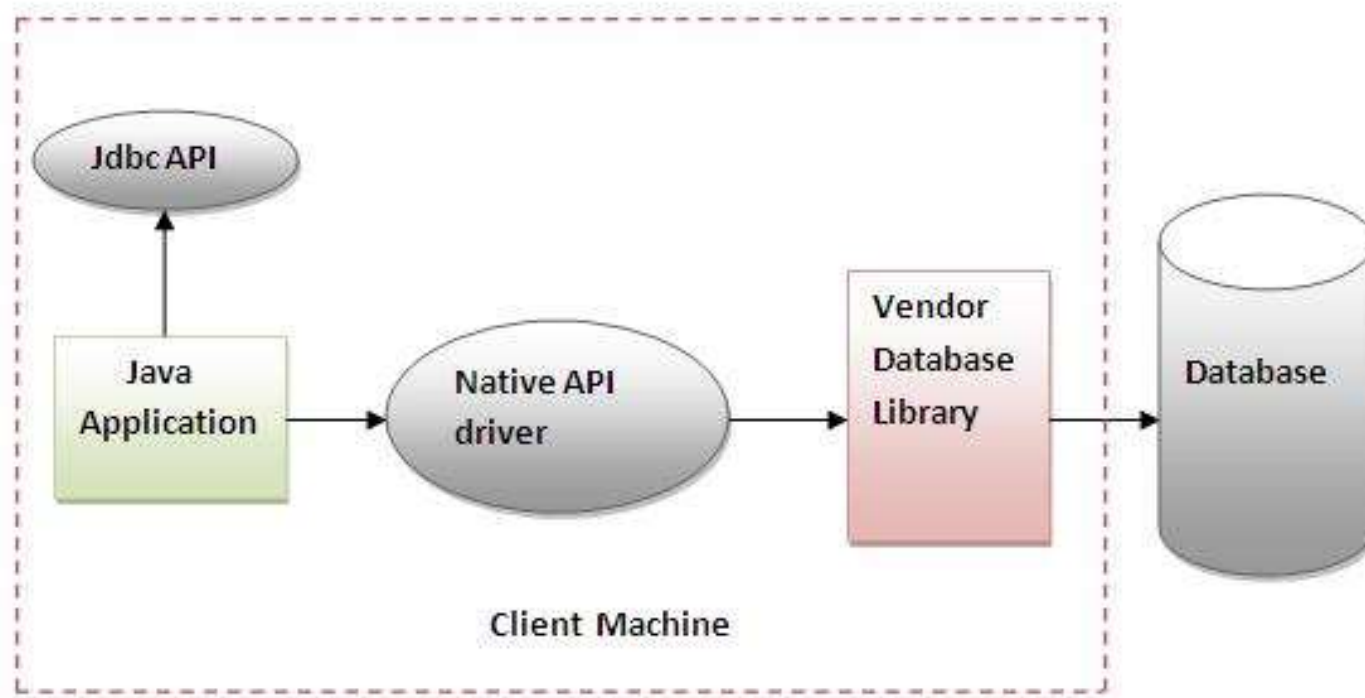 Jdbc API
Java
Application
Native API
driver
Vendor
Database
Library
Database
Client Machine